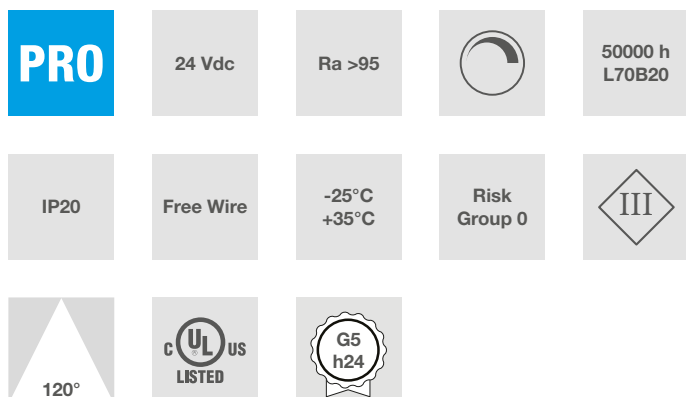 PRO
24 Vdc
Ra >95
50000 h
L70B20
IP20
Free Wire
-25°C
+35°C
Risk
Group 0
III
120°
C UL US
®
LISTED
G5
h24